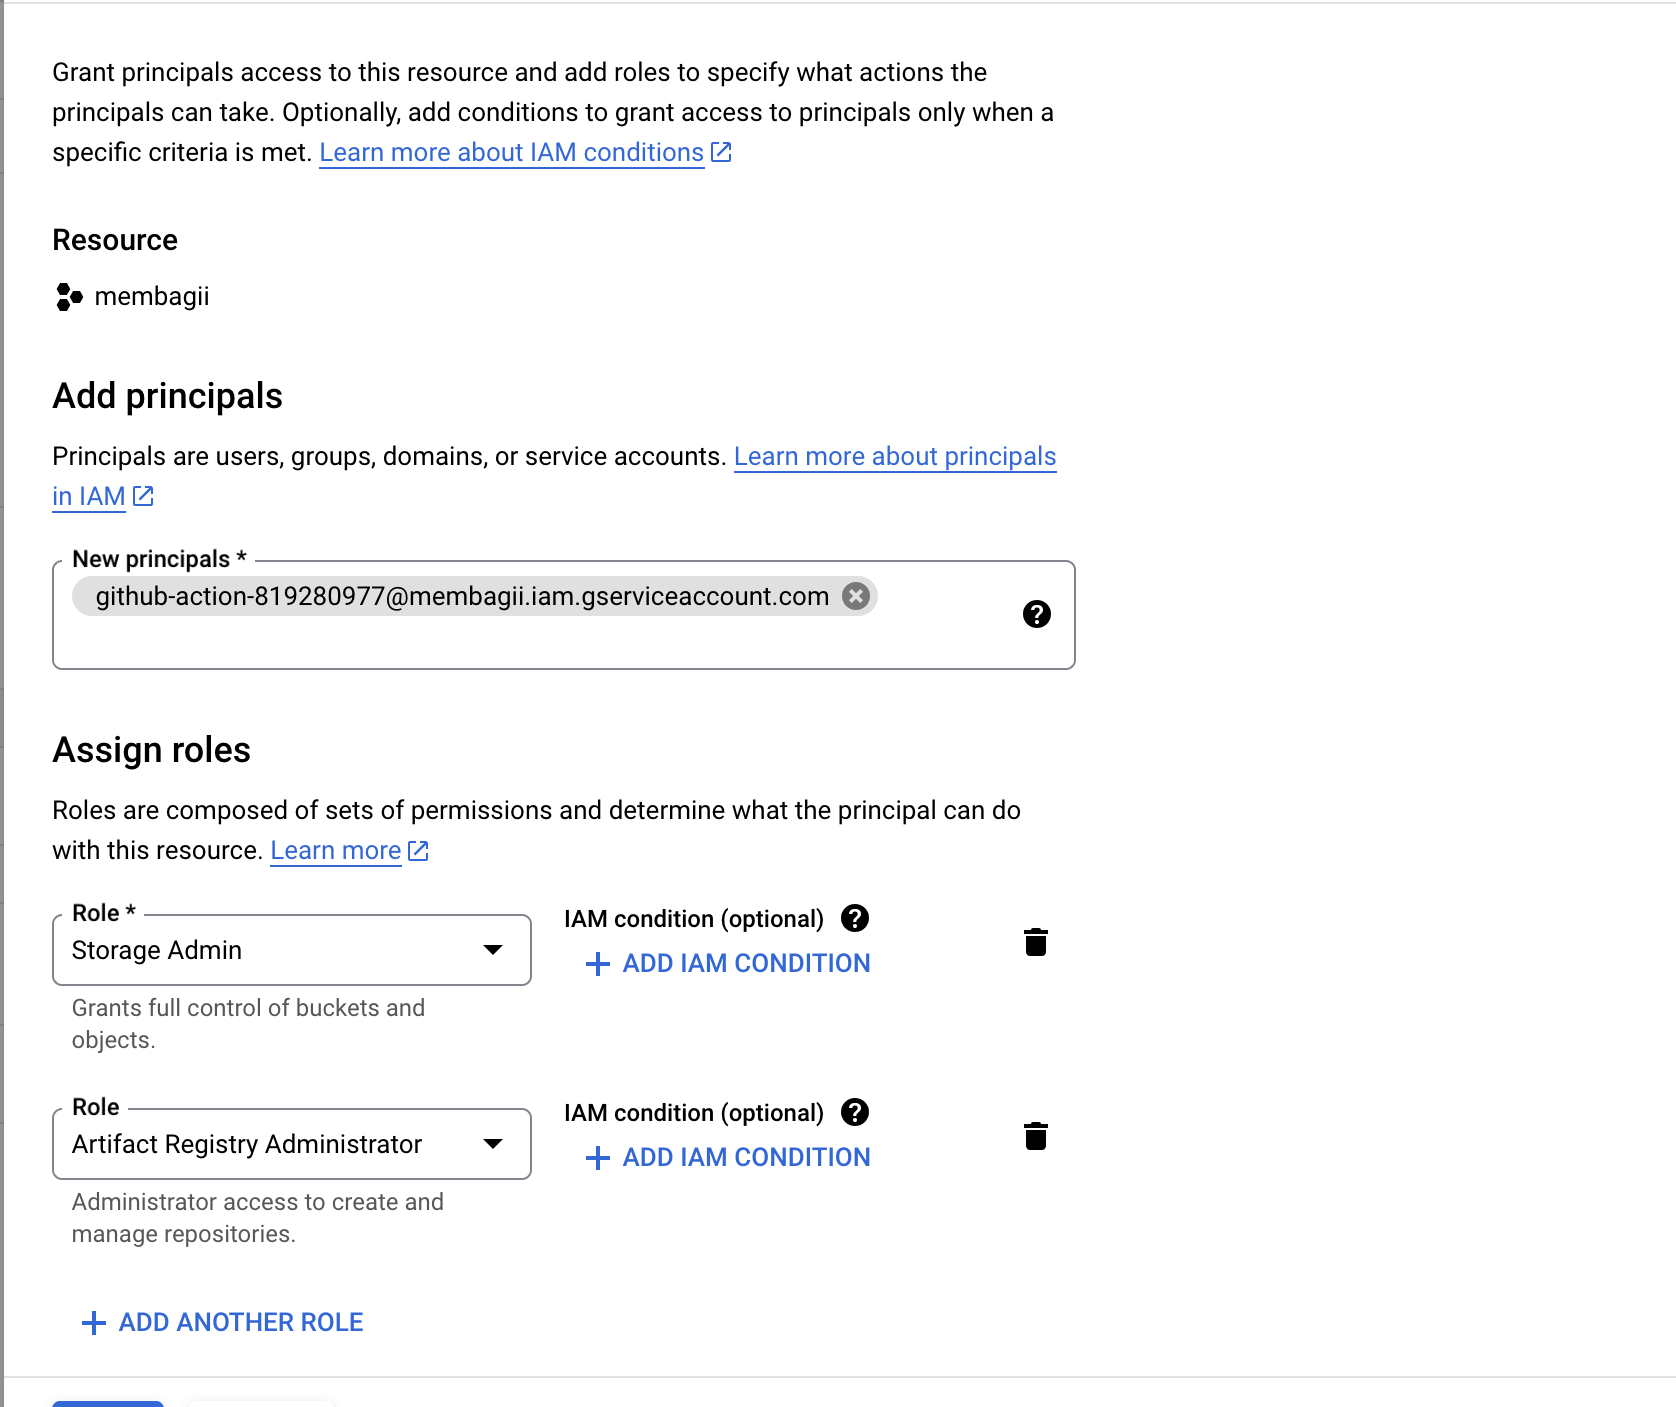 Grant principals access to this resource and add roles to specify what actions the
principals can take. Optionally, add conditions to grant access to principals only when a
specific criteria is met. Learn more about IAM conditions
Resource
membagii
Add principals
Principals are users, groups, domains, or service accounts. Learn more about principals
in IAM
New principals *
github-action-819280977@membagii.iam.gserviceaccount.com
Assign roles
Roles are composed of sets of permissions and determine what the principal can do
with this resource. Learn more
Role *
IAM condition (optional)
Storage Admin
+ ADD IAM CONDITION
Grants full control of buckets and
objects.
Role
IAM condition (optional)
Artifact Registry Administrator
+ ADD IAM CONDITION
Administrator access to create and
manage repositories.
+ ADD ANOTHER ROLE